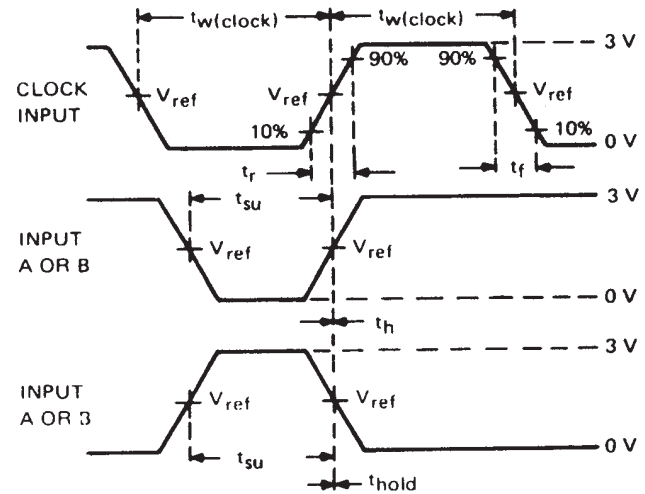 tw(clock) tw(clock)
3 V
90% 90%
CLOCK
INPUT
Vref Vref Vref
10% 10%
0 V
tr tf
tsu
3 V
INPUT
A OR B
Vref Vref
0 V
th
3 V
INPUT
A OR B
Vref Vref
0 V
tsu
thold